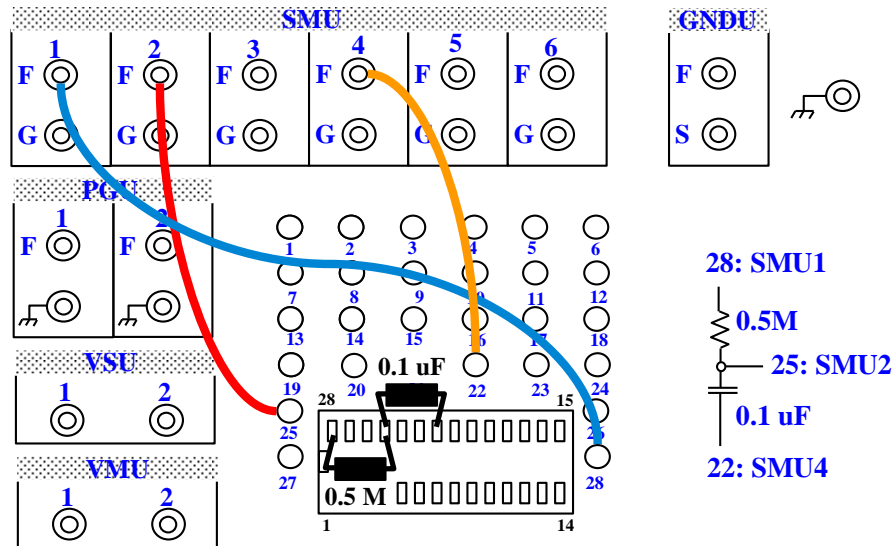 SMU
GNDU
1 2 3 4 5 6
F F F F F F
F
G G G G G G
S
PGU
1 2
F F
1 2 3 4 5 6
7 8 9 10 11 12
13 14 15 16 17 18
19 20 22 23 24
25 26
27 28
VSU
1 2
VMU
1 2
0.1 uF
28 15
0.5 M
1 14
28: SMU1
0.5M
25: SMU2
0.1 uF
22: SMU4